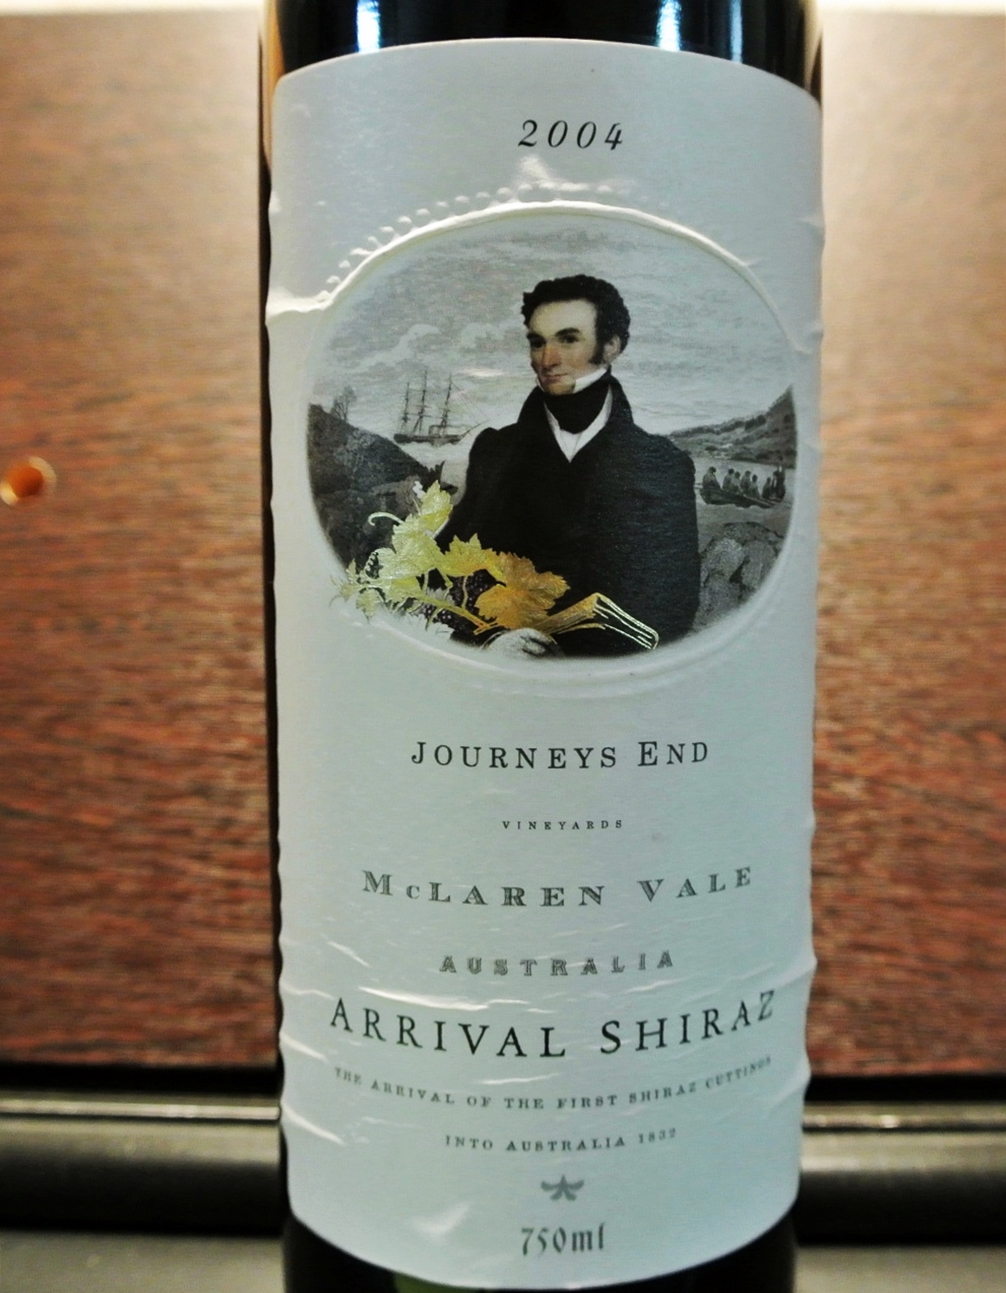 2004
JOURNEYS END
VINEYARDS
McLAREN VALE
AUSTRALIA
ARRIVAL SHIRAZ
THE ARRIVAL OF THE FIRST SHIRAZ CUTTINGS
INTO AUSTRALIA 1832
750ml